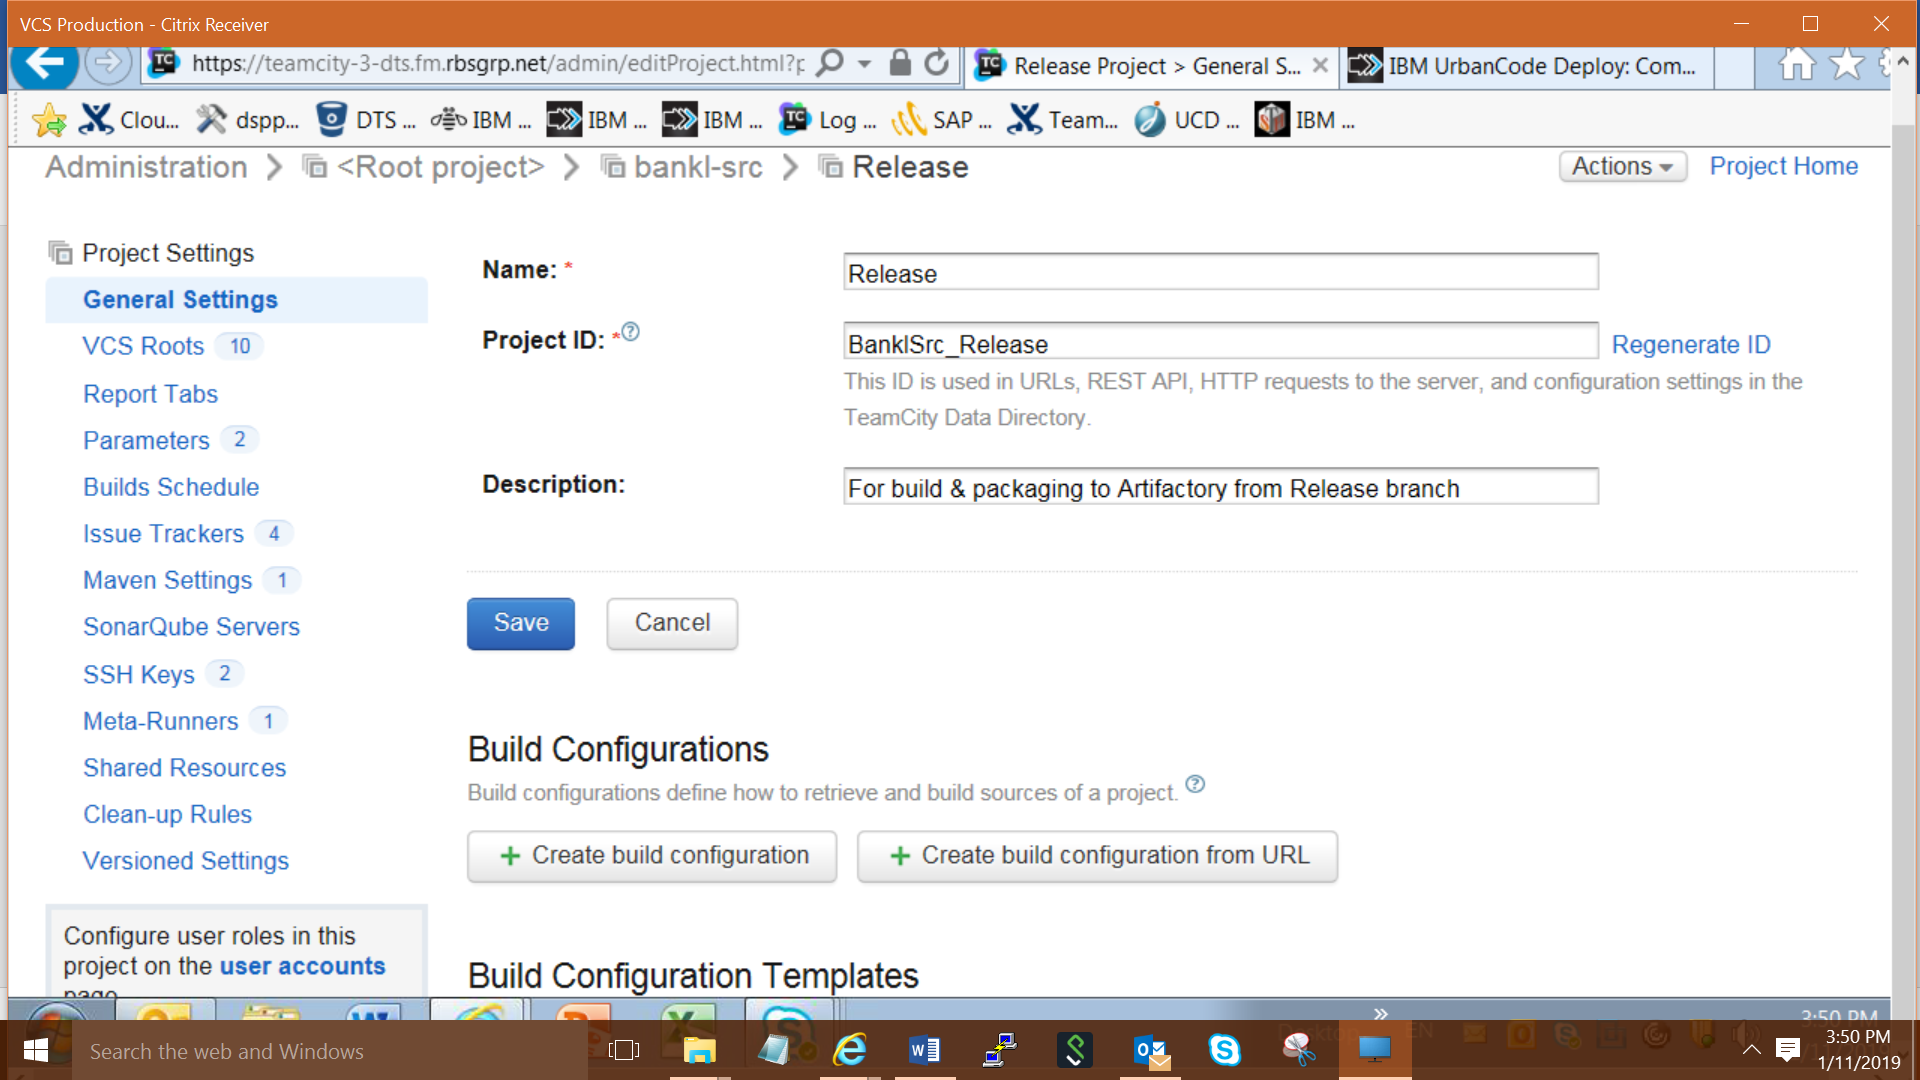 VCS Production - Citrix Receiver
https://teamcity-3-dts.fm.rbsgrp.net/admin/editProject.html?p
Release Project > General S...
IBM UrbanCode Deploy: Com...
Clou... dspp... DTS ... IBM ... IBM ... IBM ... Log ... SAP ... Team... UCD ... IBM ...
Administration <Root project> bankl-src Release
Actions Project Home
Project Settings
General Settings
VCS Roots 10
Report Tabs
Parameters 2
Builds Schedule
Issue Trackers 4
Maven Settings 1
SonarQube Servers
SSH Keys 2
Meta-Runners 1
Shared Resources
Clean-up Rules
Versioned Settings
Configure user roles in this
project on the user accounts
page
Name: *
Release
Project ID: *
BanklSrc_Release
Regenerate ID
This ID is used in URLs, REST API, HTTP requests to the server, and configuration settings in the
TeamCity Data Directory.
Description:
For build & packaging to Artifactory from Release branch
Save Cancel
Build Configurations
Build configurations define how to retrieve and build sources of a project.
+ Create build configuration
+ Create build configuration from URL
Build Configuration Templates
3:50 PM
Desktop EN
Search the web and Windows
3:50 PM
1/11/2019